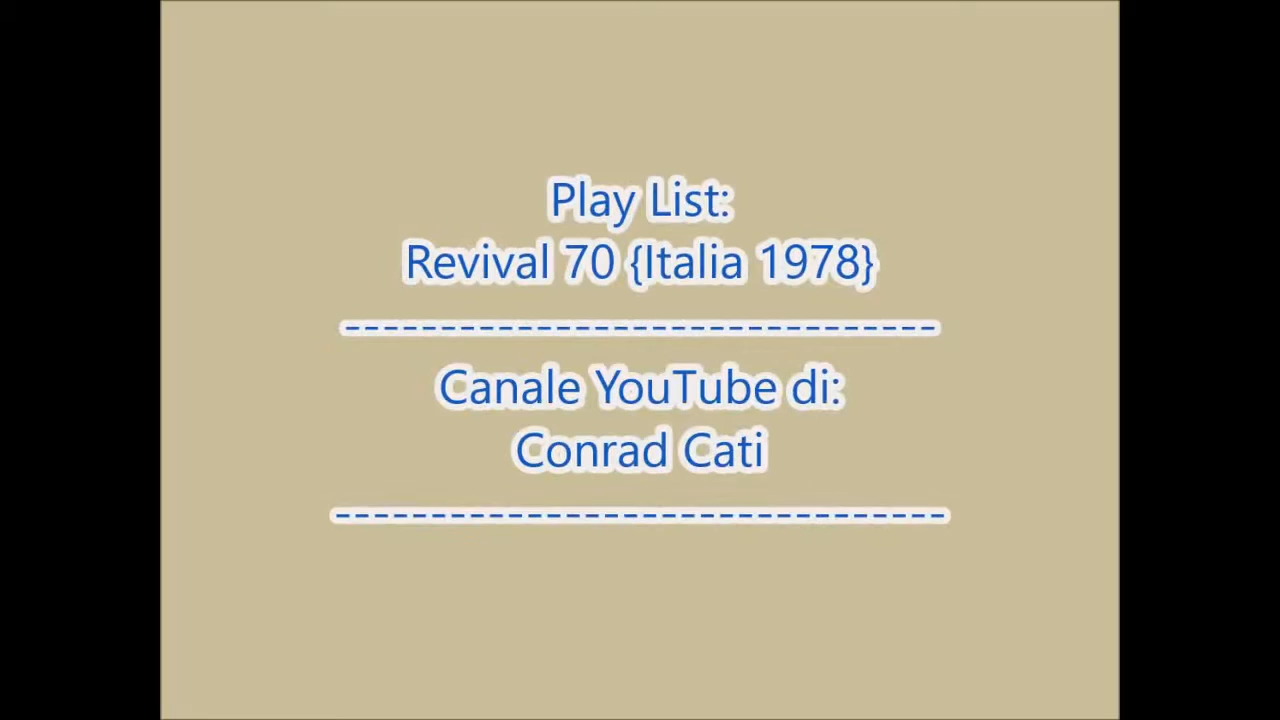 Play List:
Revival 70 {Italia 1978}
-------------------------------
Canale YouTube di:
Conrad Cati
--------------------------------